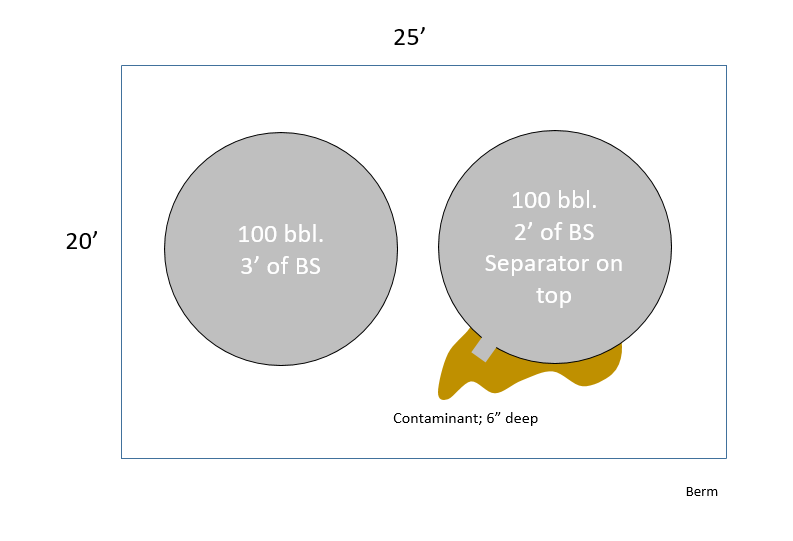 25’
20’
100 bbl.
3’ of BS
100 bbl.
2’ of BS
Separator on
top
Contaminant; 6” deep
Berm